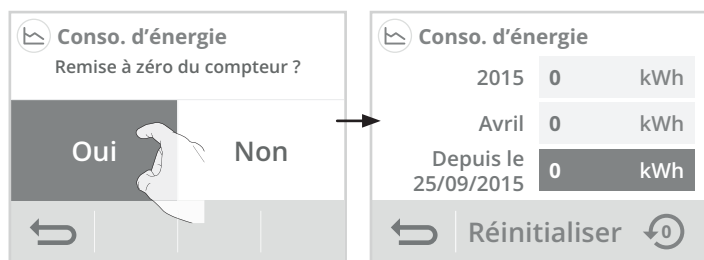 Conso. d’énergie
Remise à zéro du compteur ?
Oui Non
Conso. d’énergie
2015 0 kWh
Avril 0 kWh
Depuis le
25/09/2015 0 kWh
Réinitialiser 0